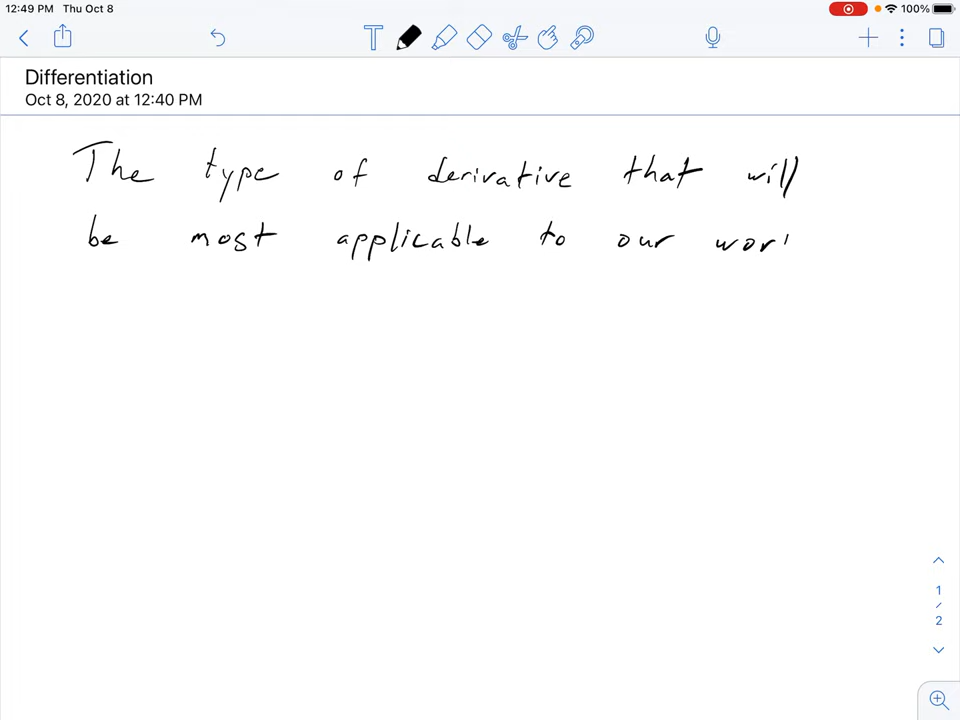 12:49 PM Thu Oct 8
100%
T
Differentiation
Oct 8, 2020 at 12:40 PM
The type of derivative that will
be most applicable to our wor
1
/
2